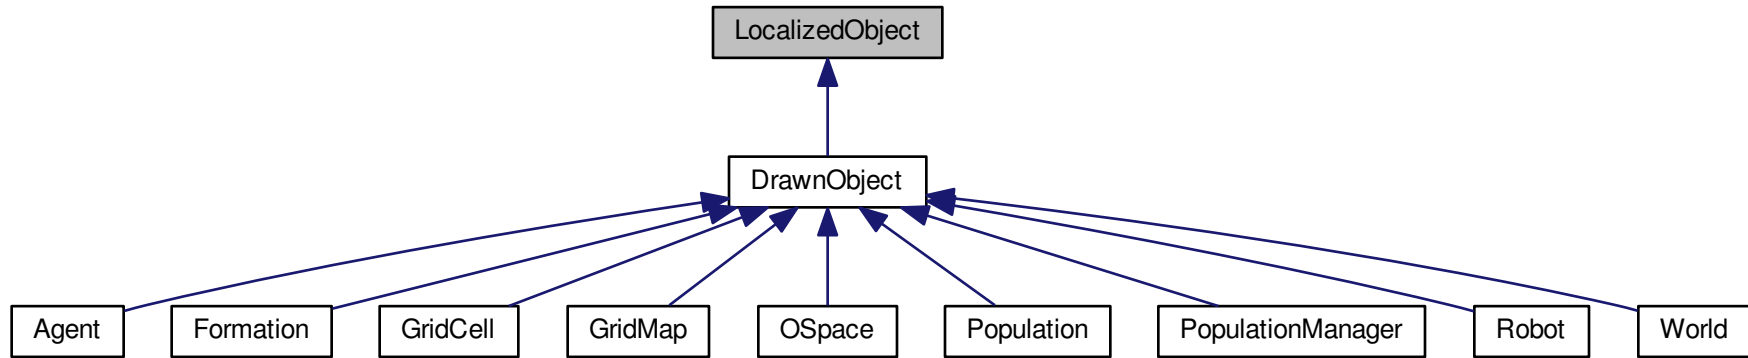 LocalizedObject
DrawnObject
Agent
Formation
GridCell
GridMap
OSpace
Population
PopulationManager
Robot
World